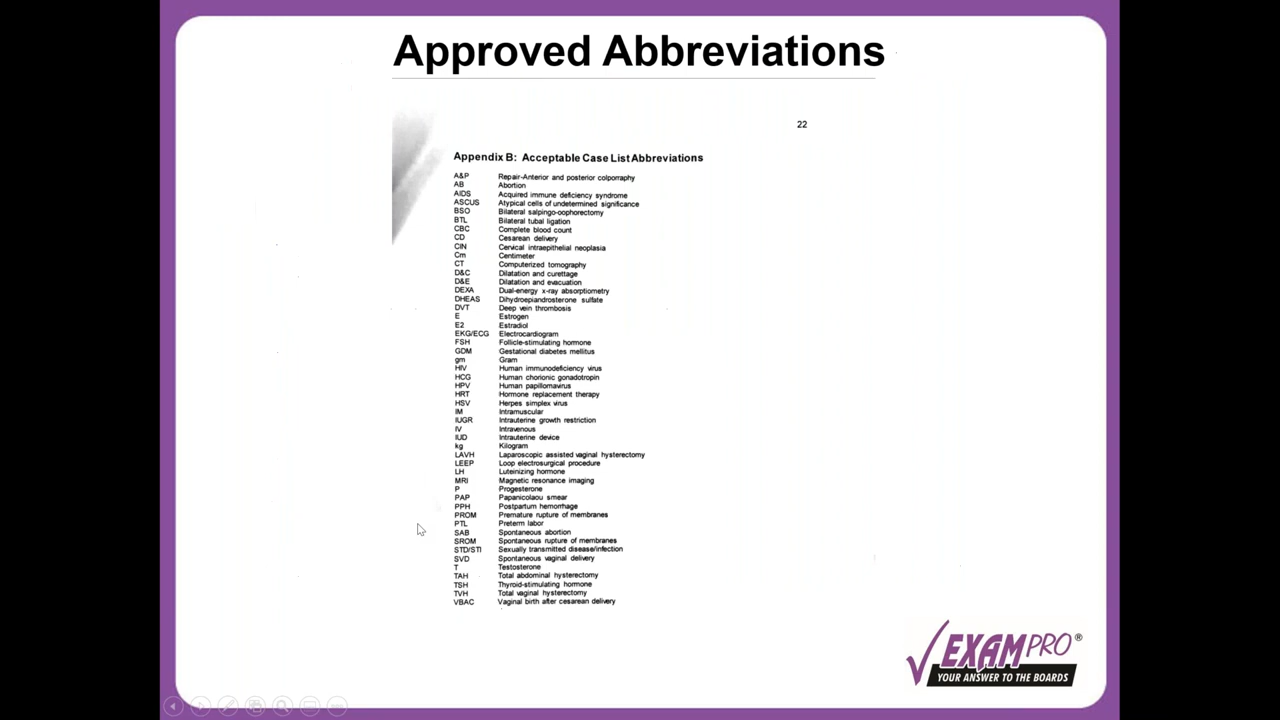 Approved Abbreviations
22
Appendix B: Acceptable Case List Abbreviations
A&P Repair-Anterior and posterior colporraphy
AB Abortion
AIDS Acquired immune deficiency syndrome
ASCUS Atypical cells of undetermined significance
BSO Bilateral salpingo-oophorectomy
BTL Bilateral tubal ligation
CBC Complete blood count
CD Cesarean delivery
CIN Cervical intraepithelial neoplasia
Cm Centimeter
CT Computerized tomography
D&C Dilatation and curettage
D&E Dilatation and evacuation
DEXA Dual-energy x-ray absorptiometry
DHEAS Dihydroepiandrosterone sulfate
DVT Deep vein thrombosis
E Estrogen
E2 Estradiol
EKG/ECG Electrocardiogram
FSH Follicle-stimulating hormone
GDM Gestational diabetes mellitus
gm Gram
HIV Human immunodeficiency virus
HCG Human chorionic gonadotropin
HPV Human papillomavirus
HRT Hormone replacement therapy
HSV Herpes simplex virus
IM Intramuscular
IUGR Intrauterine growth restriction
IV Intravenous
IUD Intrauterine device
kg Kilogram
LAVH Laparoscopic assisted vaginal hysterectomy
LEEP Loop electrosurgical procedure
LH Luteinizing hormone
MRI Magnetic resonance imaging
P Progesterone
PAP Papanicolaou smear
PPH Postpartum hemorrhage
PROM Premature rupture of membranes
PTL Preterm labor
SAB Spontaneous abortion
SROM Spontaneous rupture of membranes
STD/STI Sexually transmitted disease/infection
SVD Spontaneous vaginal delivery
T Testosterone
TAH Total abdominal hysterectomy
TSH Thyroid-stimulating hormone
TVH Total vaginal hysterectomy
VBAC Vaginal birth after cesarean delivery
EXAMPRO®
YOUR ANSWER TO THE BOARDS